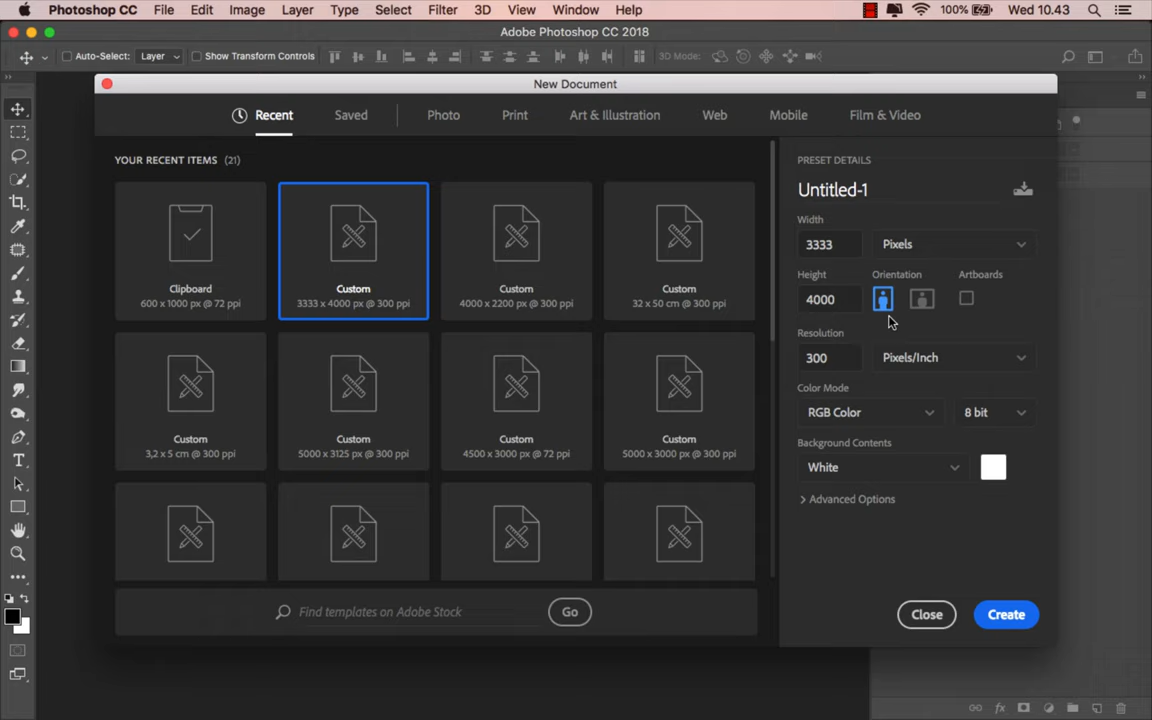 Photoshop CC File Edit Image Layer Type Select Filter 3D View Window Help 100% Wed 10.43
Adobe Photoshop CC 2018
Auto-Select: Layer Show Transform Controls 3D Mode:
New Document
Recent Saved Photo Print Art & Illustration Web Mobile Film & Video
YOUR RECENT ITEMS (21)
Clipboard
600 x 1000 px @ 72 ppi
Custom
3333 x 4000 px @ 300 ppi
Custom
4000 x 2200 px @ 300 ppi
Custom
32 x 50 cm @ 300 ppi
Custom
3,2 x 5 cm @ 300 ppi
Custom
5000 x 3125 px @ 300 ppi
Custom
4500 x 3000 px @ 72 ppi
Custom
5000 x 3000 px @ 300 ppi
Find templates on Adobe Stock Go
PRESET DETAILS
Untitled-1
Width
3333 Pixels
Height Orientation Artboards
4000
Resolution
300 Pixels/Inch
Color Mode
RGB Color 8 bit
Background Contents
White
Advanced Options
Close Create
T
fx